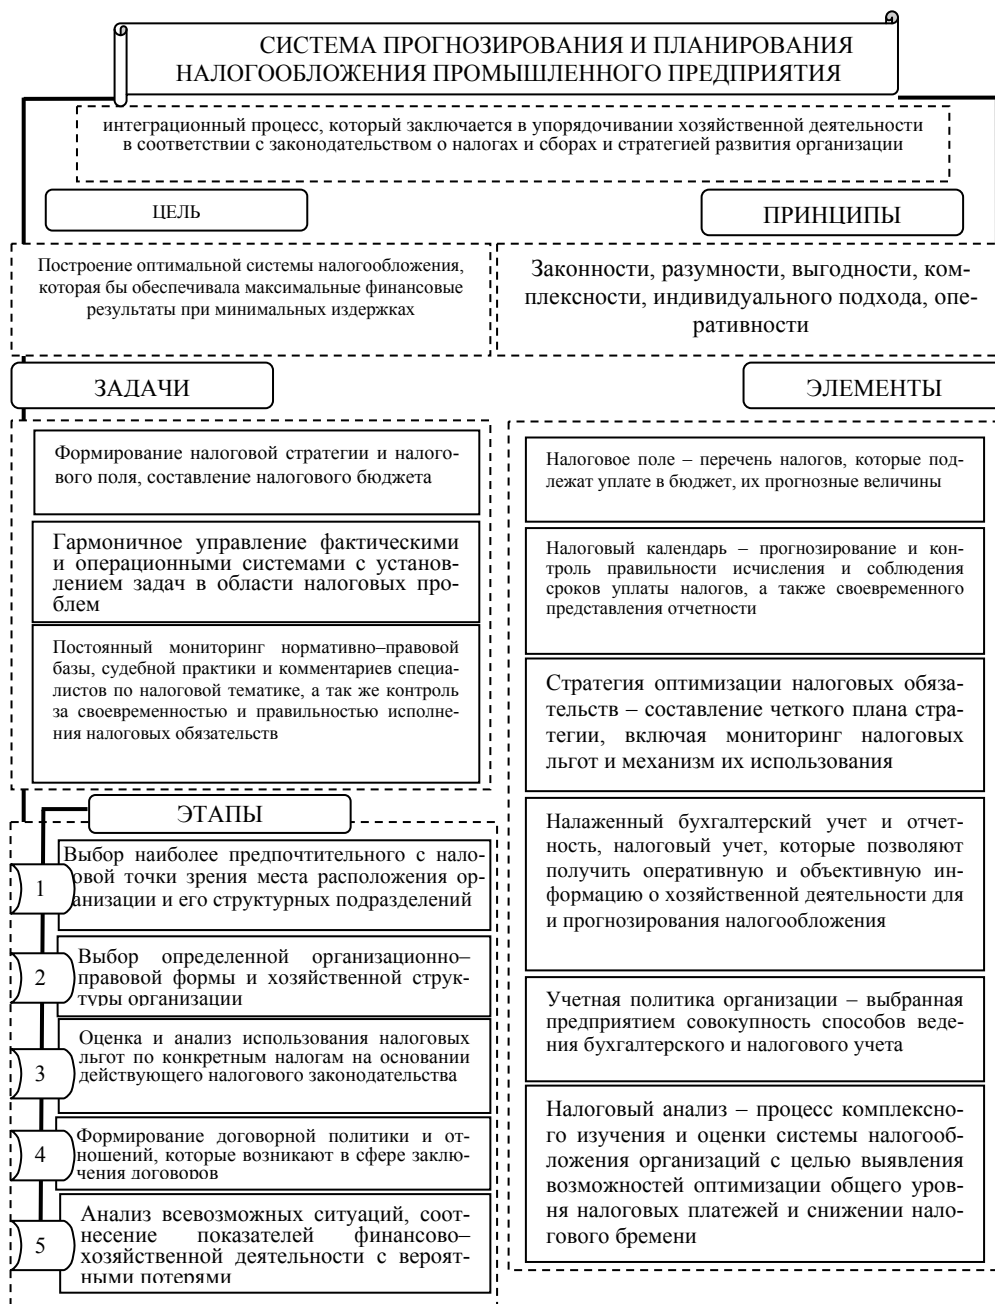 СИСТЕМА ПРОГНОЗИРОВАНИЯ И ПЛАНИРОВАНИЯ
НАЛОГООБЛОЖЕНИЯ ПРОМЫШЛЕННОГО ПРЕДПРИЯТИЯ
интеграционный процесс, который заключается в упорядочивании хозяйственной деятельности
в соответствии с законодательством о налогах и сборах и стратегией развития организации
ЦЕЛЬ
Построение оптимальной системы налогообложения,
которая бы обеспечивала максимальные финансовые
результаты при минимальных издержках
ПРИНЦИПЫ
Законности, разумности, выгодности, ком-
плексности, индивидуального подхода, опе-
ративности
ЗАДАЧИ
Формирование налоговой стратегии и налого-
вого поля, составление налогового бюджета
Гармоничное управление фактическими
и операционными системами с установ-
лением задач в области налоговых про-
блем
Постоянный мониторинг нормативно–правовой
базы, судебной практики и комментариев специа-
листов по налоговой тематике, а так же контроль
за своевременностью и правильностью исполне-
ния налоговых обязательств
ЭТАПЫ
1
Выбор наиболее предпочтительного с нало-
говой точки зрения места расположения ор-
ганизации и его структурных подразделений
2
Выбор определенной организационно–
правовой формы и хозяйственной струк-
туры организации
3
Оценка и анализ использования налоговых
льгот по конкретным налогам на основании
действующего налогового законодательства
4
Формирование договорной политики и от-
ношений, которые возникают в сфере заклю-
чения договоров
5
Анализ всевозможных ситуаций, соот-
несение показателей финансово–
хозяйственной деятельности с вероят-
ными потерями
ЭЛЕМЕНТЫ
Налоговое поле – перечень налогов, которые под-
лежат уплате в бюджет, их прогнозные величины
Налоговый календарь – прогнозирование и кон-
троль правильности исчисления и соблюдения
сроков уплаты налогов, а также своевременного
представления отчетности
Стратегия оптимизации налоговых обяза-
тельств – составление четкого плана стра-
тегии, включая мониторинг налоговых
льгот и механизм их использования
Налаженный бухгалтерский учет и отчет-
ность, налоговый учет, которые позволяют
получить оперативную и объективную ин-
формацию о хозяйственной деятельности для
и прогнозирования налогообложения
Учетная политика организации – выбранная
предприятием совокупность способов веде-
ния бухгалтерского и налогового учета
Налоговый анализ – процесс комплексно-
го изучения и оценки системы налогооб-
ложения организаций с целью выявления
возможностей оптимизации общего уров-
ня налоговых платежей и снижении нало-
гового бремени